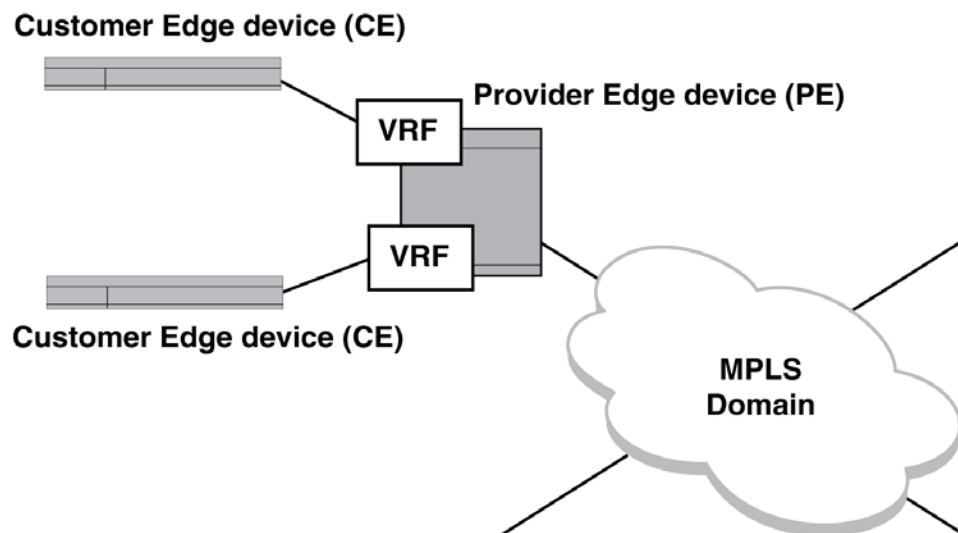 Customer Edge device (CE)
Provider Edge device (PE)
VRF
VRF
Customer Edge device (CE)
MPLS
Domain